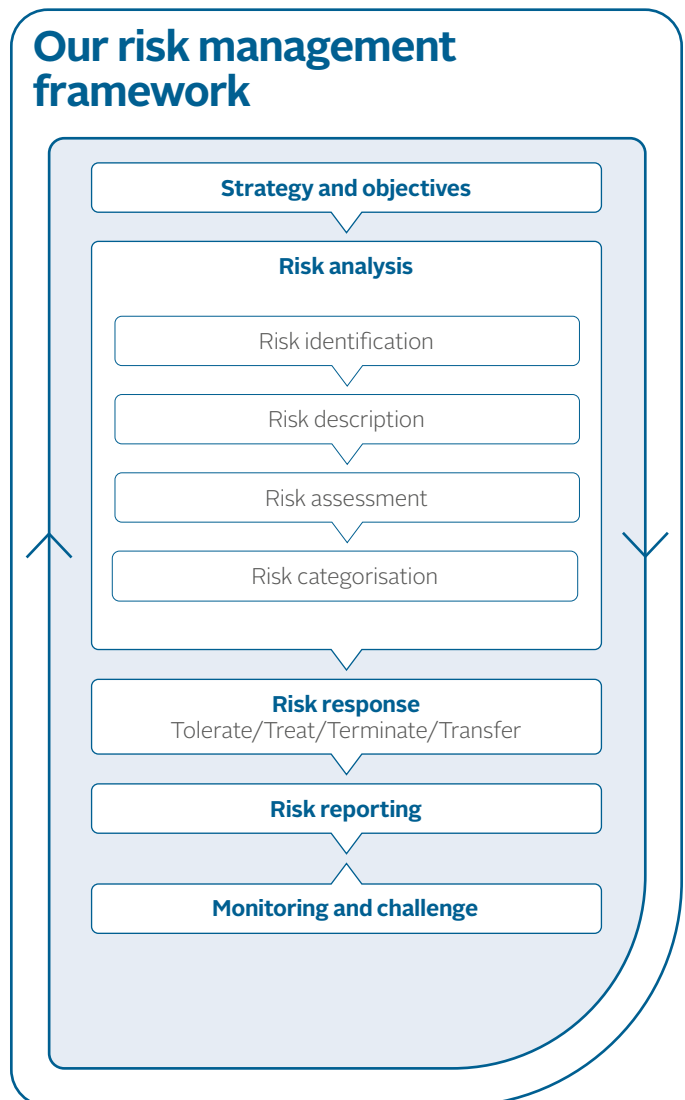 Our risk management
framework
Strategy and objectives
Risk analysis
Risk identification
Risk description
Risk assessment
Risk categorisation
Risk response
Tolerate/Treat/Terminate/Transfer
Risk reporting
Monitoring and challenge